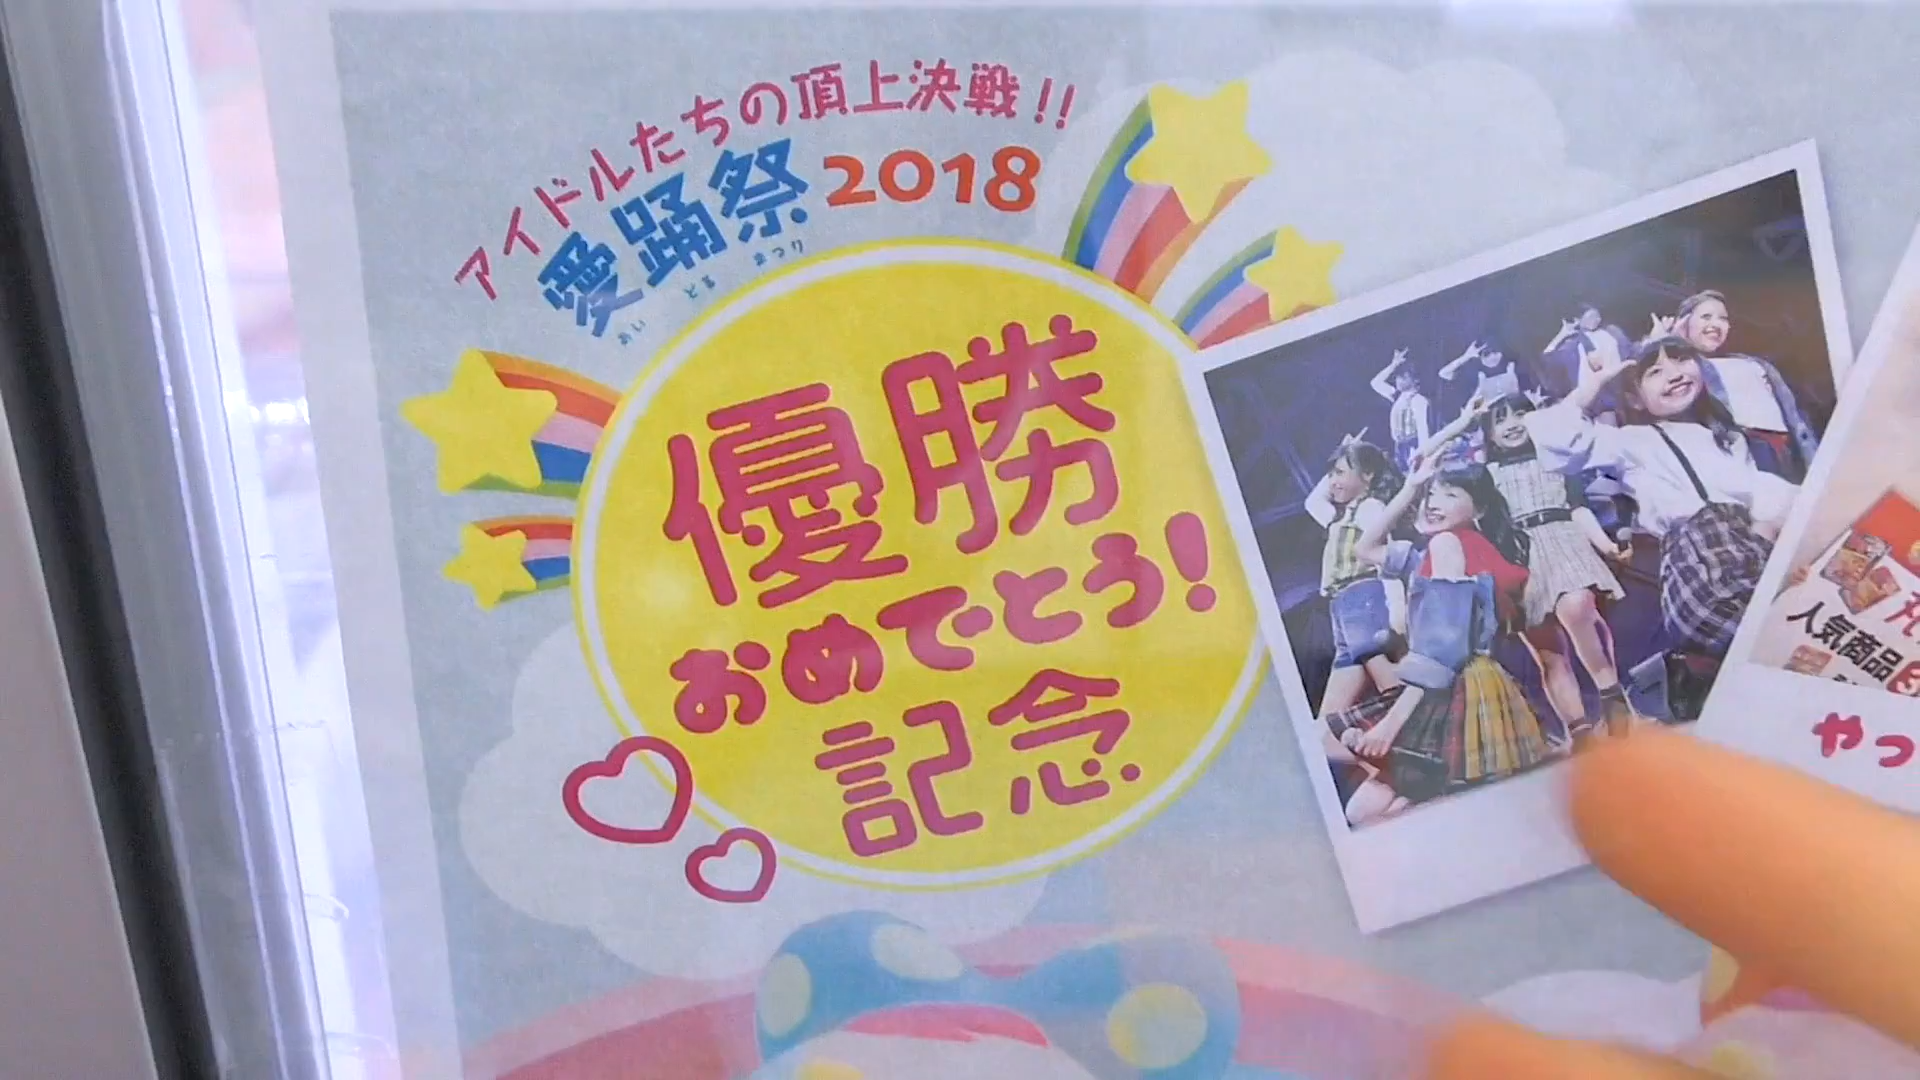 アイドルたちの頂上決戦!!
愛踊祭 2018
あい どる まつり
優勝
おめでとう!
記念
人気商品
やっ